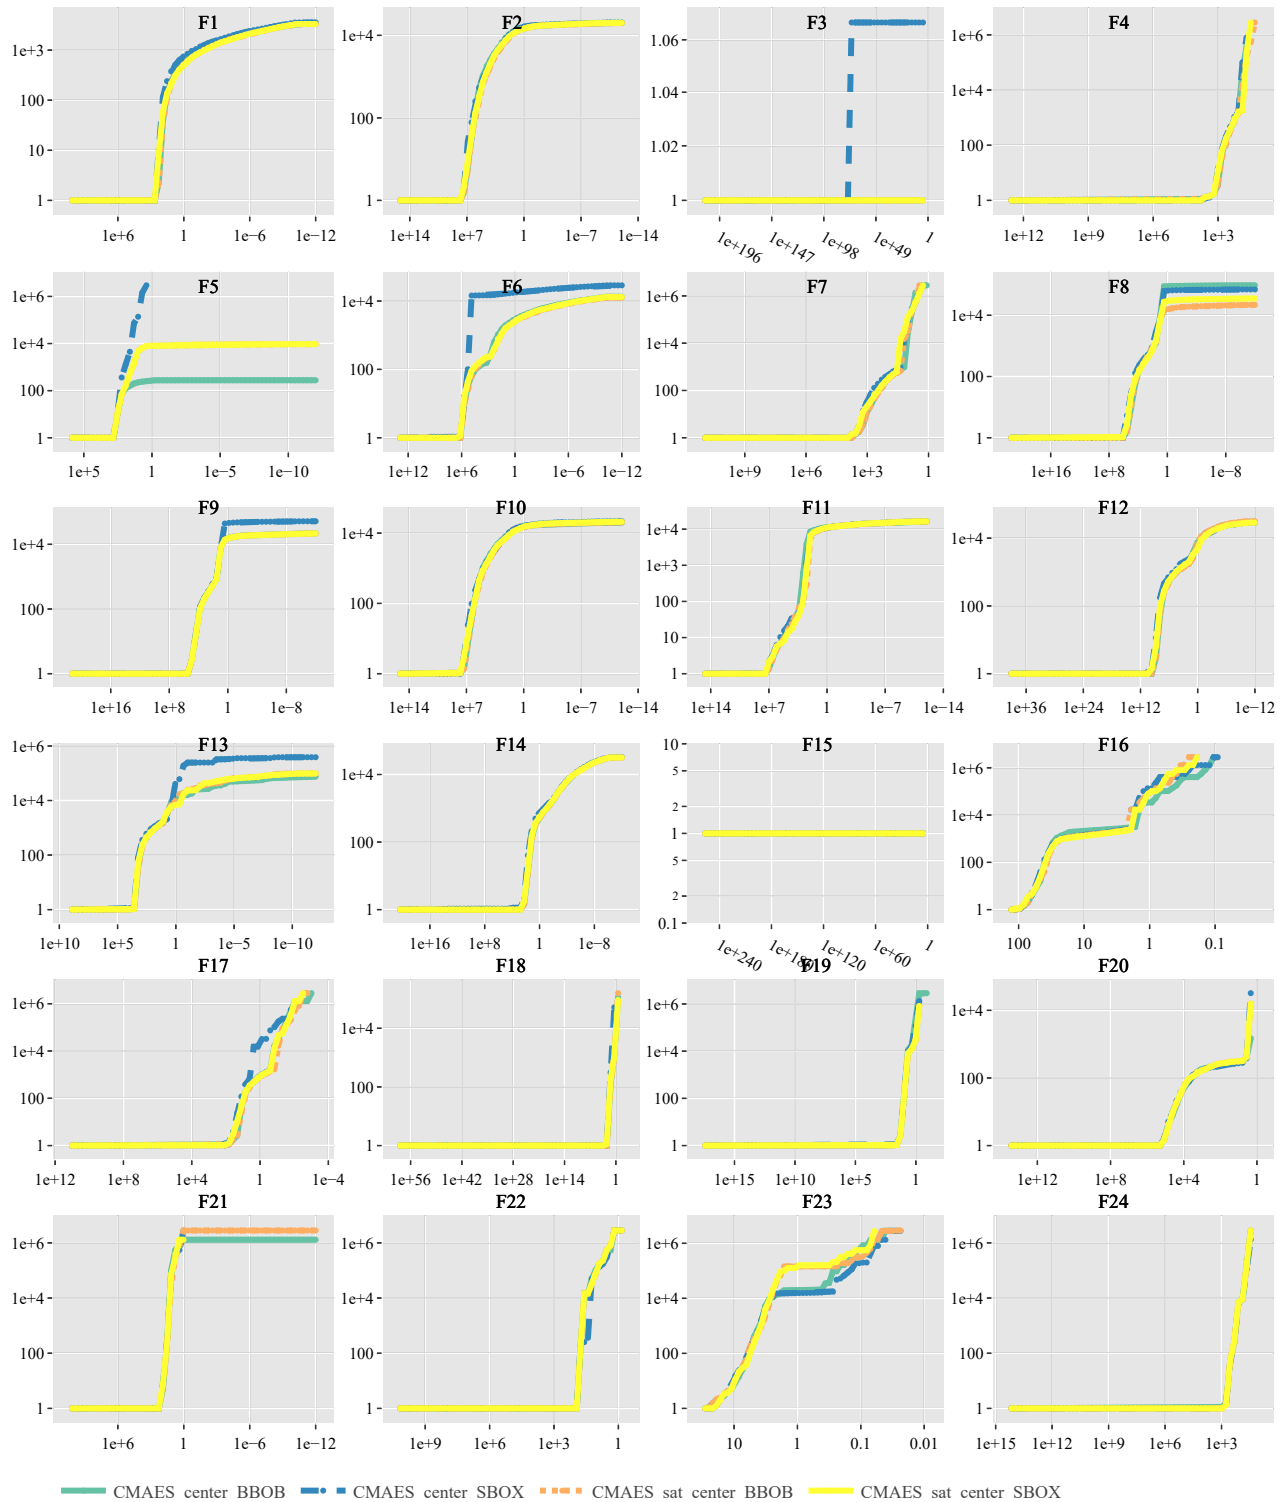 F1 F2 F3 F4
1e+3 100 10 1
1e+6 1 1e−6 1e−12
1e+4 100 1
1e+14 1e+7 1 1e−7 1e−14
1.06 1.04 1.02 1
1e+196 1e+147 1e+98 1e+49 1
1e+6 1e+4 100 1
1e+12 1e+9 1e+6 1e+3
F5 F6 F7 F8
1e+6 1e+4 100 1
1e+5 1 1e−5 1e−10
1e+4 100 1
1e+12 1e+6 1 1e−6 1e−12
1e+6 1e+4 100 1
1e+9 1e+6 1e+3 1
1e+4 100 1
1e+16 1e+8 1 1e−8
F9 F10 F11 F12
1e+4 100 1
1e+16 1e+8 1 1e−8
1e+4 100 1
1e+14 1e+7 1 1e−7 1e−14
1e+4 1e+3 100 10 1
1e+14 1e+7 1 1e−7 1e−14
1e+4 100 1
1e+36 1e+24 1e+12 1 1e−12
F13 F14 F15 F16
1e+6 1e+4 100 1
1e+10 1e+5 1 1e−5 1e−10
1e+4 100 1
1e+16 1e+8 1 1e−8
10 5 2 1 5 2 0.1
1e+240 1e+180 1e+120 1e+60 1
1e+6 1e+4 100 1
100 10 1 0.1
F17 F18 F19 F20
1e+6 1e+4 100 1
1e+12 1e+8 1e+4 1 1e−4
1e+6 1e+4 100 1
1e+56 1e+42 1e+28 1e+14 1
1e+6 1e+4 100 1
1e+15 1e+10 1e+5 1
1e+4 100 1
1e+12 1e+8 1e+4 1
F21 F22 F23 F24
1e+6 1e+4 100 1
1e+6 1 1e−6 1e−12
1e+6 1e+4 100 1
1e+9 1e+6 1e+3 1
1e+6 1e+4 100 1
10 1 0.1 0.01
1e+6 1e+4 100 1
1e+15 1e+12 1e+9 1e+6 1e+3
CMAES_center_BBOB CMAES_center_SBOX CMAES_sat_center_BBOB CMAES_sat_center_SBOX